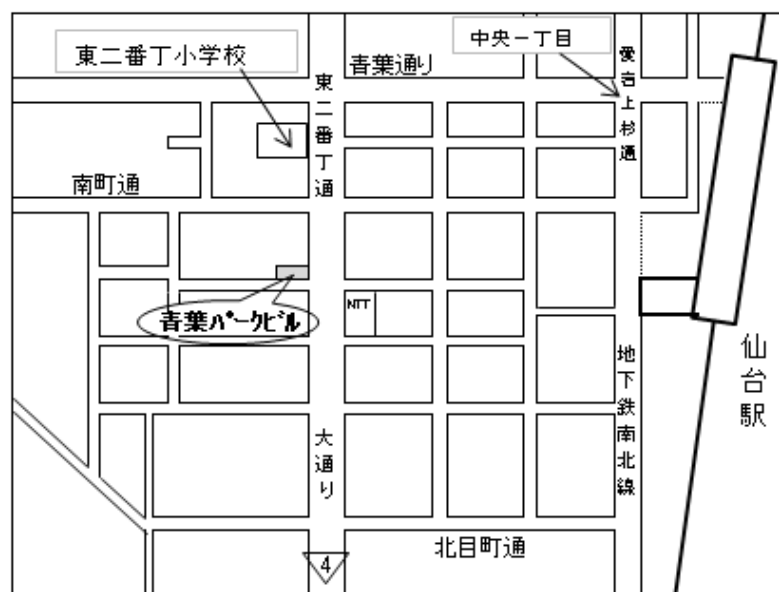 東二番丁小学校
中央一丁目
青葉通り
愛宕上杉通
東二番丁通
南町通
青葉パークビル
NTT
仙台駅
地下鉄南北線
大通り
北目町通
4